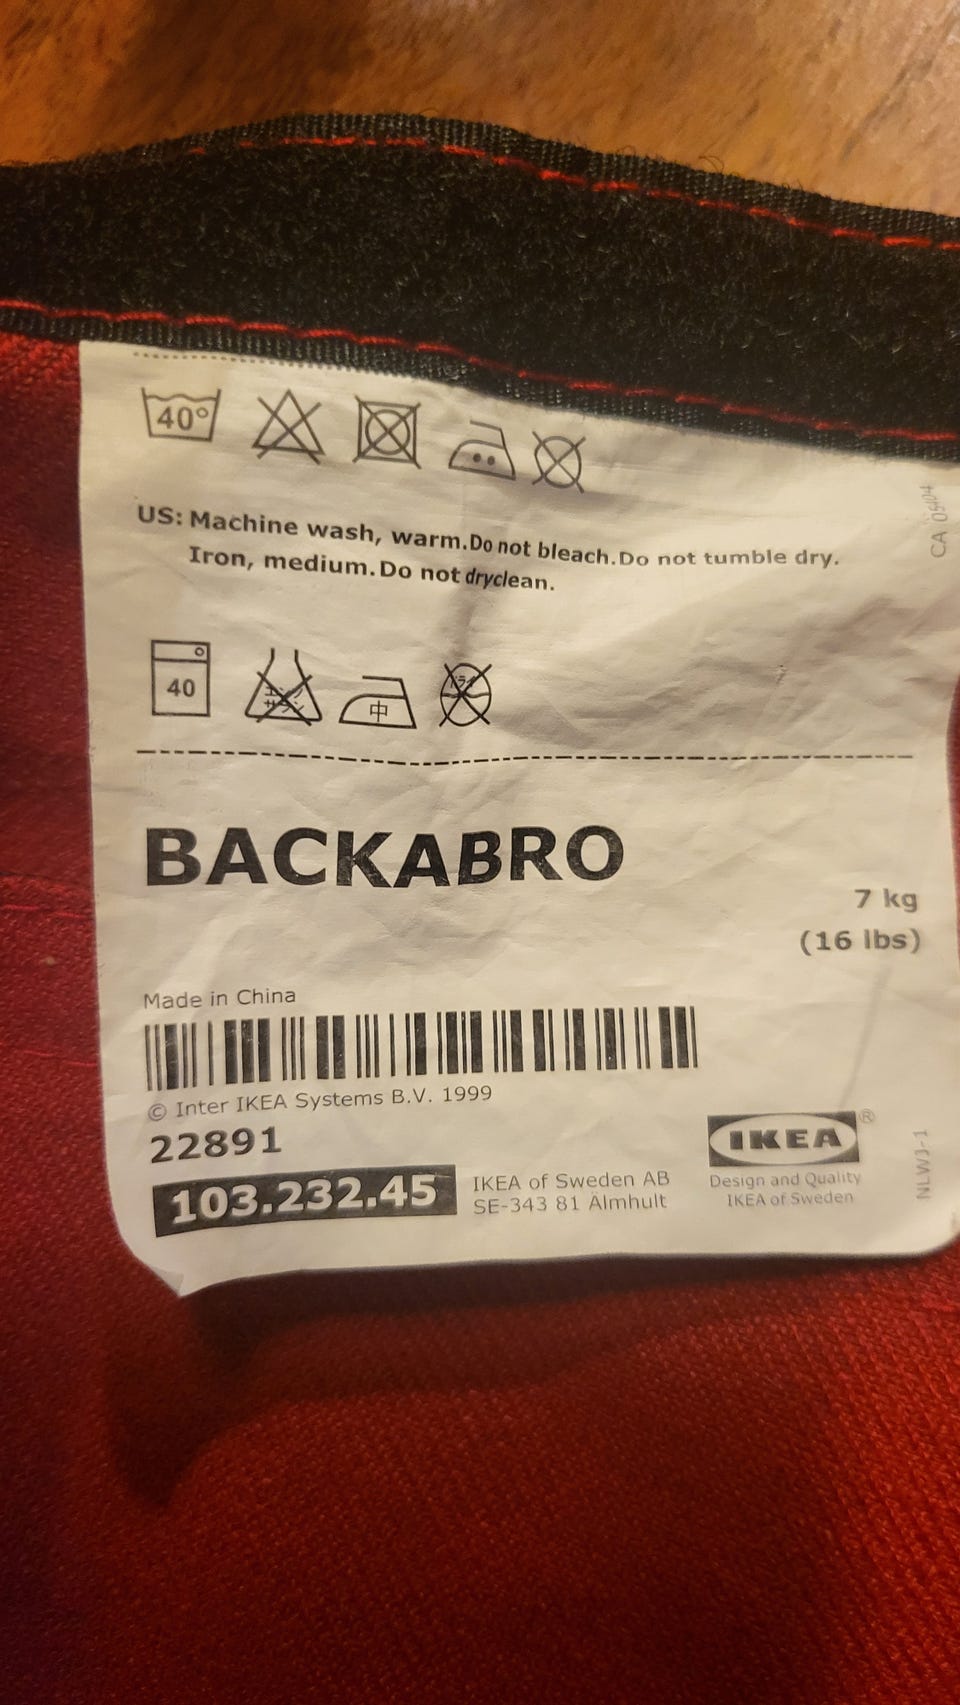 40°
US: Machine wash, warm.Do not bleach.Do not tumble dry.
Iron, medium.Do not dryclean.
40
中
BACKABRO
7 kg
(16 lbs)
Made in China
© Inter IKEA Systems B.V. 1999
22891
103.232.45
IKEA of Sweden AB
SE-343 81 Älmhult
IKEA®
Design and Quality
IKEA of Sweden
NLW3-1